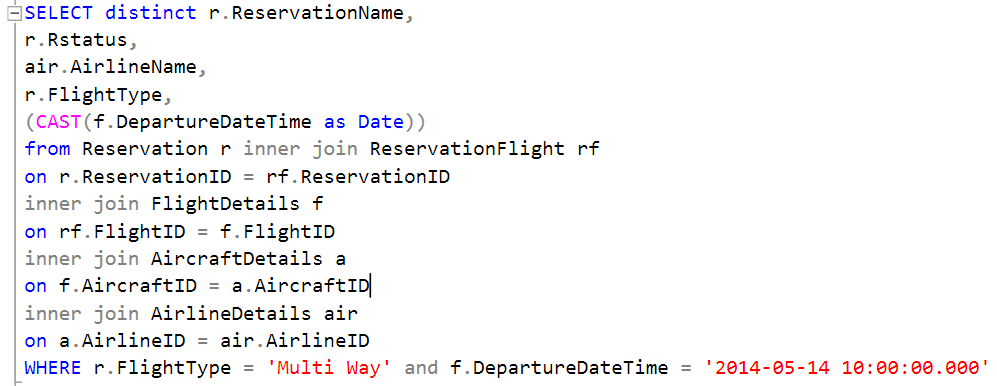 SELECT distinct r.ReservationName,
r.Rstatus,
air.AirlineName,
r.FlightType,
(CAST(f.DepartureDateTime as Date))
from Reservation r inner join ReservationFlight rf
on r.ReservationID = rf.ReservationID
inner join FlightDetails f
on rf.FlightID = f.FlightID
inner join AircraftDetails a
on f.AircraftID = a.AircraftID
inner join AirlineDetails air
on a.AirlineID = air.AirlineID
WHERE r.FlightType = 'Multi Way' and f.DepartureDateTime = '2014-05-14 10:00:00.000'